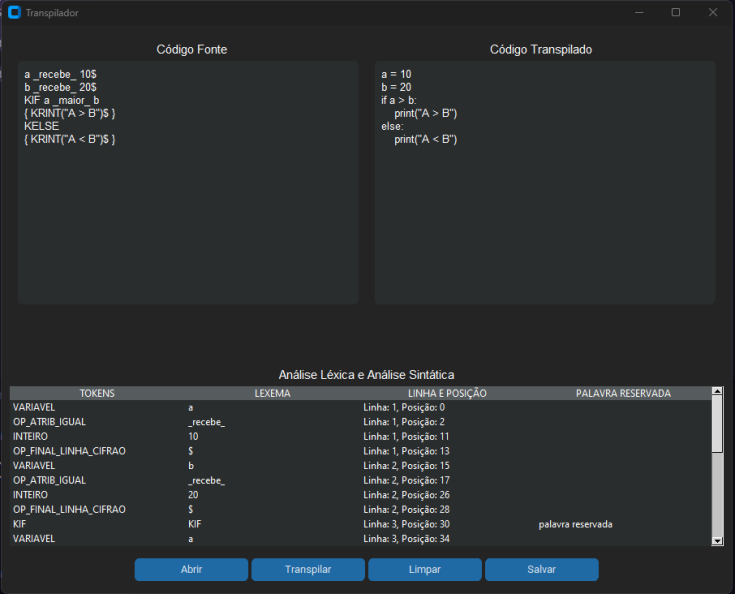 Transpilador
Código Fonte
a _recebe_ 10$
b _recebe_ 20$
KIF a _maior_ b
{ KRINT("A > B")$ }
KELSE
{ KRINT("A < B")$ }
Código Transpilado
a = 10
b = 20
if a > b:
    print("A > B")
else:
    print("A < B")
Análise Léxica e Análise Sintática
TOKENS LEXEMA LINHA E POSIÇÃO PALAVRA RESERVADA
VARIAVEL a Linha: 1, Posição: 0
OP_ATRIB_IGUAL _recebe_ Linha: 1, Posição: 2
INTEIRO 10 Linha: 1, Posição: 11
OP_FINAL_LINHA_CIFRAO $ Linha: 1, Posição: 13
VARIAVEL b Linha: 2, Posição: 15
OP_ATRIB_IGUAL _recebe_ Linha: 2, Posição: 17
INTEIRO 20 Linha: 2, Posição: 26
OP_FINAL_LINHA_CIFRAO $ Linha: 2, Posição: 28
KIF KIF Linha: 3, Posição: 30 palavra reservada
VARIAVEL a Linha: 3, Posição: 34
Abrir Transpilar Limpar Salvar